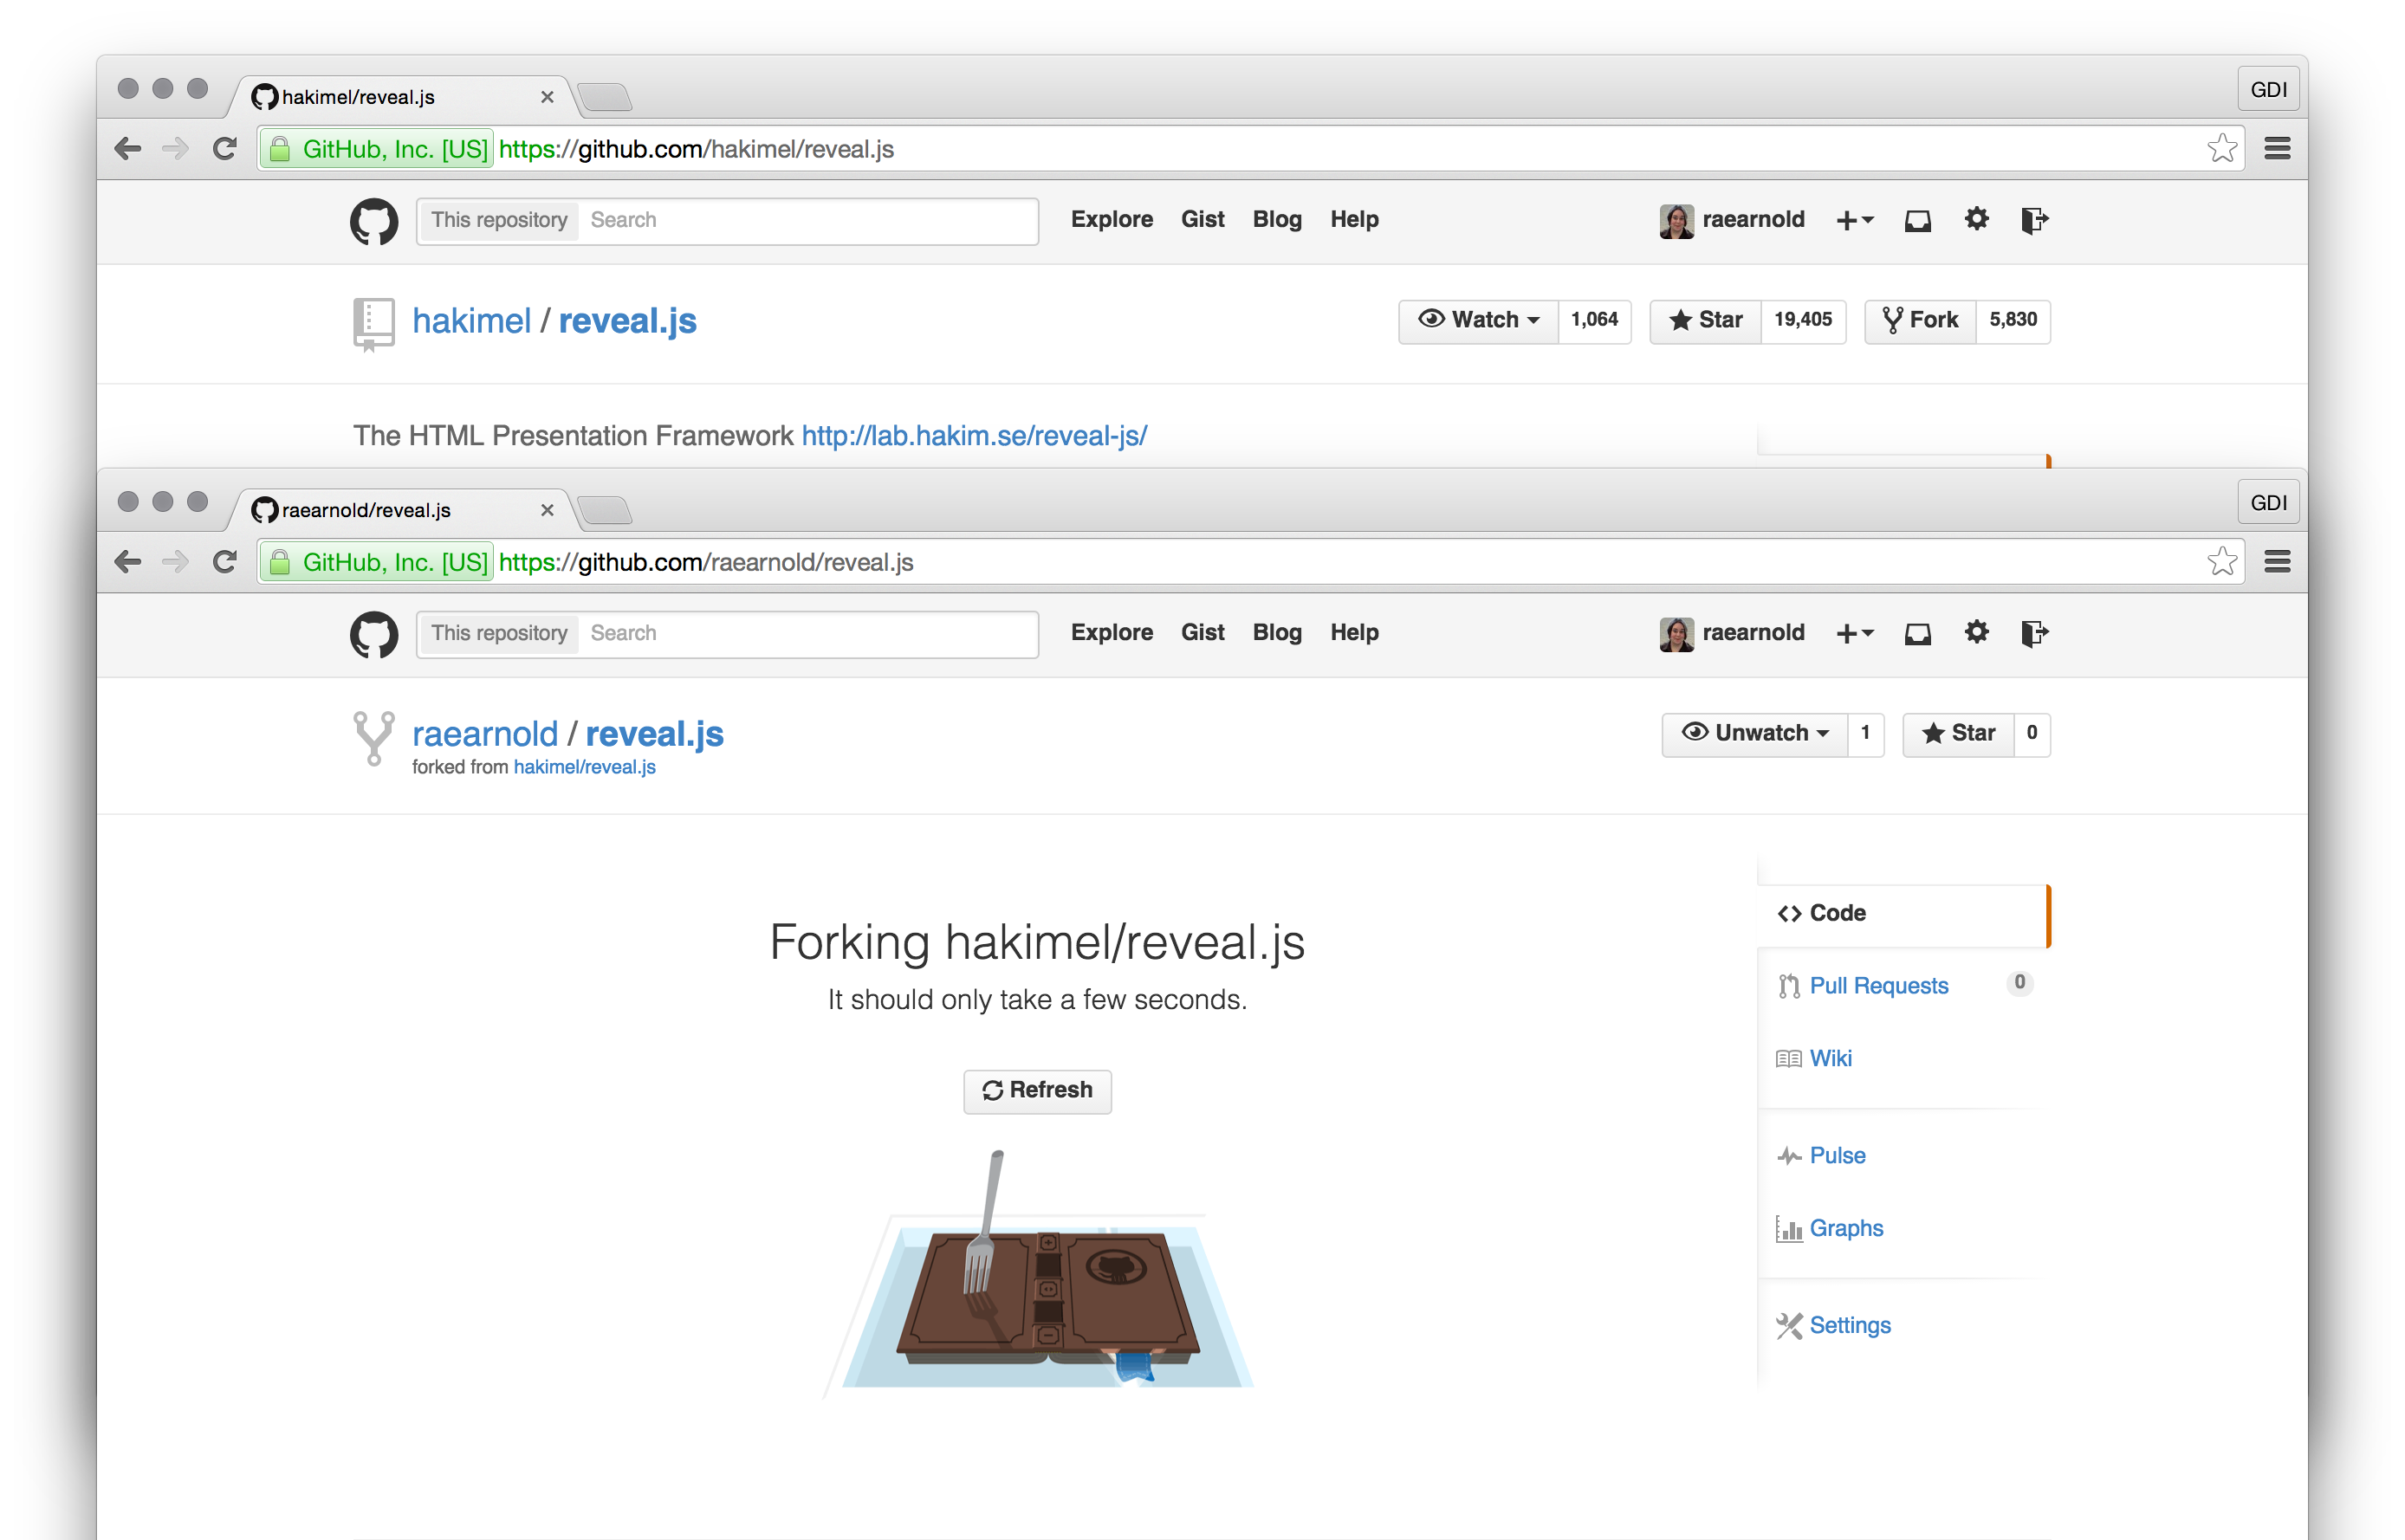 hakimel/reveal.js
GDI
GitHub, Inc. [US] https://github.com/hakimel/reveal.js
This repository Search Explore Gist Blog Help raearnold
hakimel / reveal.js Watch 1,064 Star 19,405 Fork 5,830
The HTML Presentation Framework http://lab.hakim.se/reveal-js/
raearnold/reveal.js
GDI
GitHub, Inc. [US] https://github.com/raearnold/reveal.js
This repository Search Explore Gist Blog Help raearnold
raearnold / reveal.js Unwatch 1 Star 0
forked from hakimel/reveal.js
Forking hakimel/reveal.js
It should only take a few seconds.
Refresh
Code
Pull Requests 0
Wiki
Pulse
Graphs
Settings